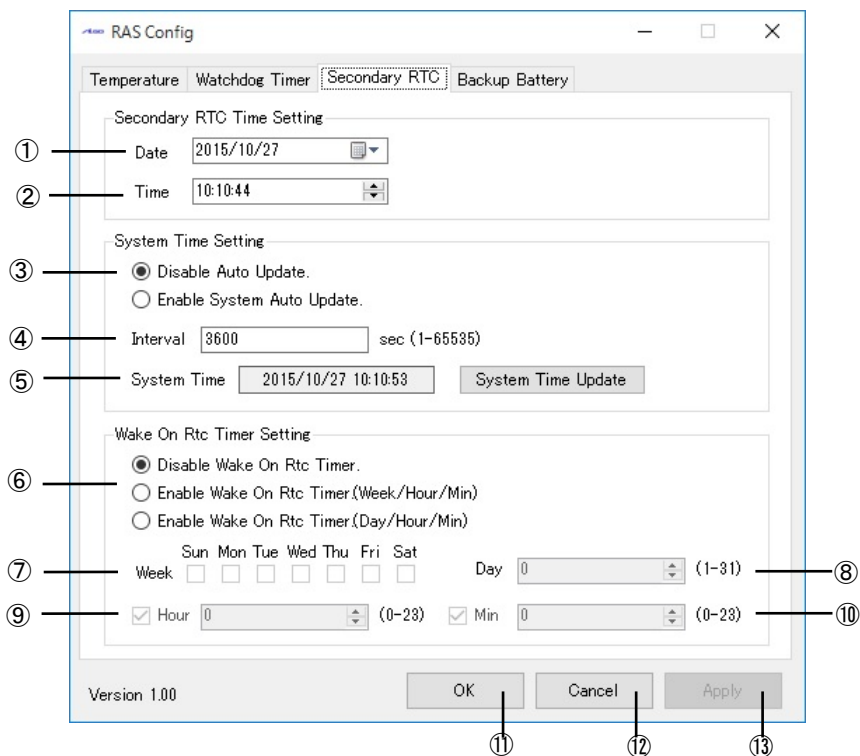 RAS Config
Temperature Watchdog Timer Secondary RTC Backup Battery
Secondary RTC Time Setting
① Date 2015/10/27
② Time 10:10:44
System Time Setting
③ Disable Auto Update.
Enable System Auto Update.
④ Interval 3600 sec (1-65535)
⑤ System Time 2015/10/27 10:10:53 System Time Update
Wake On Rtc Timer Setting
Disable Wake On Rtc Timer.
⑥ Enable Wake On Rtc Timer.(Week/Hour/Min)
Enable Wake On Rtc Timer.(Day/Hour/Min)
Sun Mon Tue Wed Thu Fri Sat
⑦ Week Day 0 (1-31) ⑧
⑨ Hour 0 (0-23) Min 0 (0-23) ⑩
Version 1.00 OK Cancel Apply
⑪ ⑫ ⑬